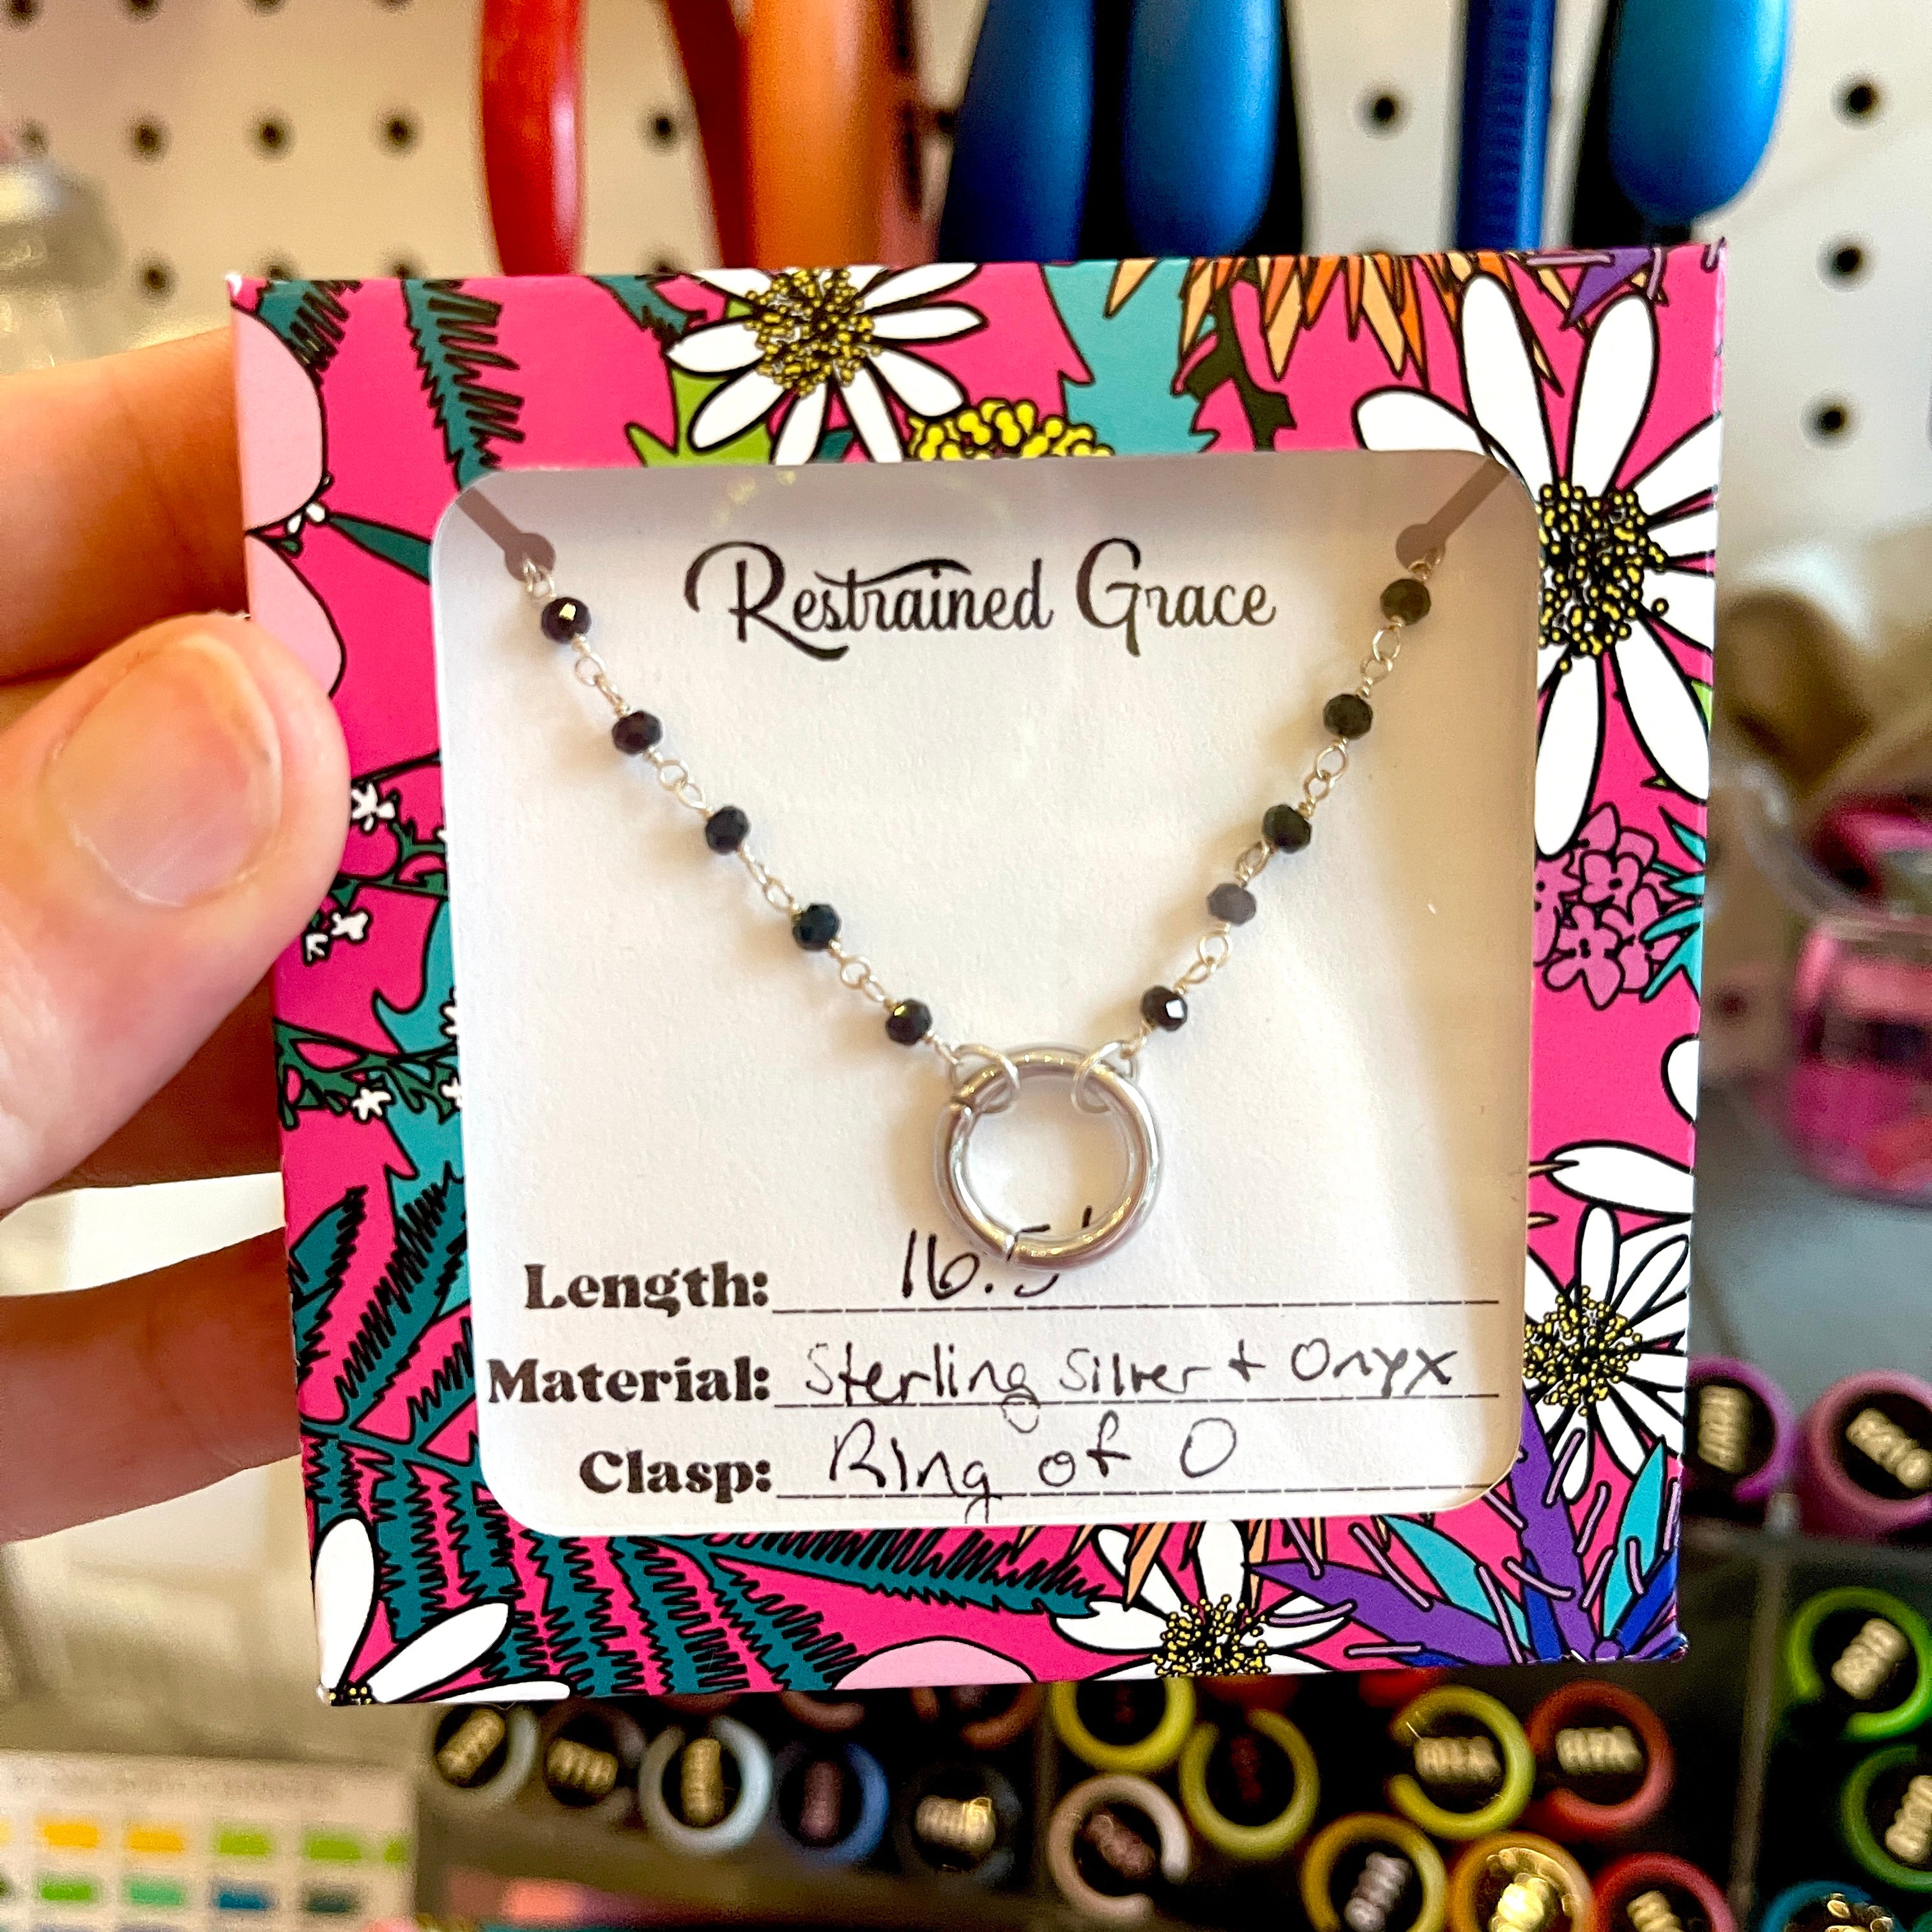 Restrained Grace
Length: 16.5"
Material: Sterling Silver + Onyx
Clasp: Ring of O